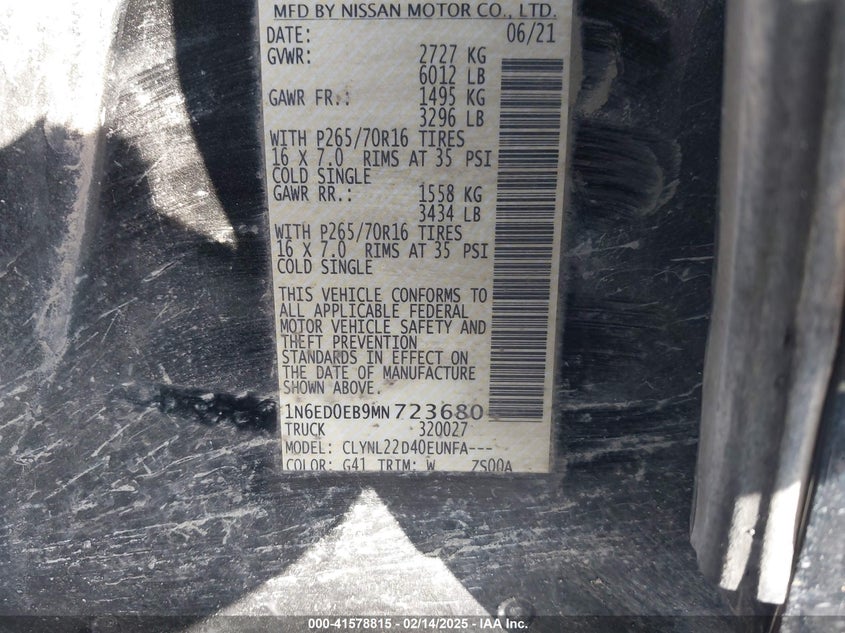 MFD BY NISSAN MOTOR CO., LTD.
DATE: 06/21
GVWR: 2727 KG
6012 LB
GAWR FR.: 1495 KG
3296 LB
WITH P265/70R16 TIRES
16 X 7.0 RIMS AT 35 PSI
COLD SINGLE
GAWR RR.: 1558 KG
3434 LB
WITH P265/70R16 TIRES
16 X 7.0 RIMS AT 35 PSI
COLD SINGLE
THIS VEHICLE CONFORMS TO
ALL APPLICABLE FEDERAL
MOTOR VEHICLE SAFETY AND
THEFT PREVENTION
STANDARDS IN EFFECT ON
THE DATE OF MANUFACTURE
SHOWN ABOVE.
1N6ED0EB9MN723680
TRUCK 320027
MODEL: CLYNL22D40EUNFA---
COLOR: G41 TRIM: W ZS00A
000-41578815 - 02/14/2025 - IAA Inc.